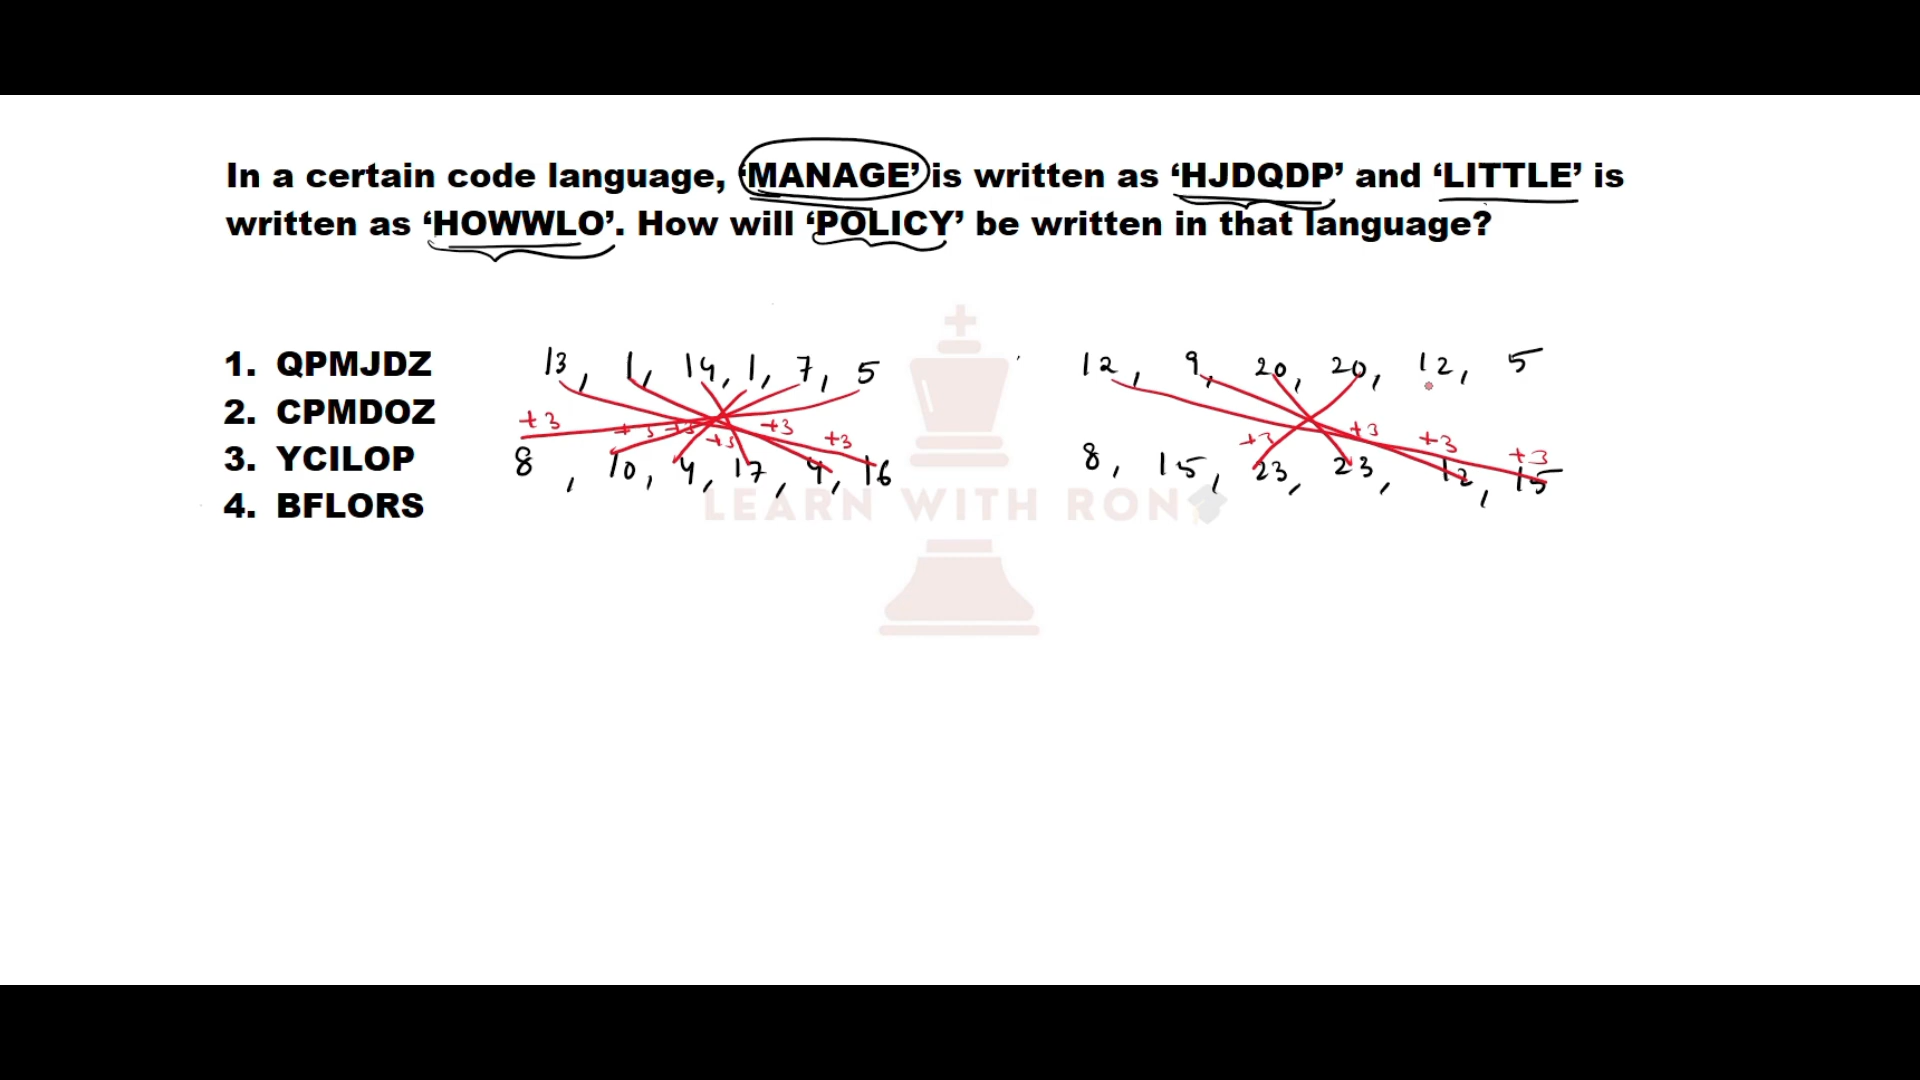 In a certain code language, ‘MANAGE’ is written as ‘HJDQDP’ and ‘LITTLE’ is
written as ‘HOWWLO’. How will ‘POLICY’ be written in that language?
1. QPMJDZ
2. CPMDOZ
3. YCILOP
4. BFLORS
13, 1, 14, 1, 7, 5
+3 +3 +3 +3 +3 +3
8, 10, 4, 17, 4, 16
12, 9, 20, 20, 12, 5
+3 +3 +3 +3
8, 15, 23, 23, 12, 15
LEARN WITH RON